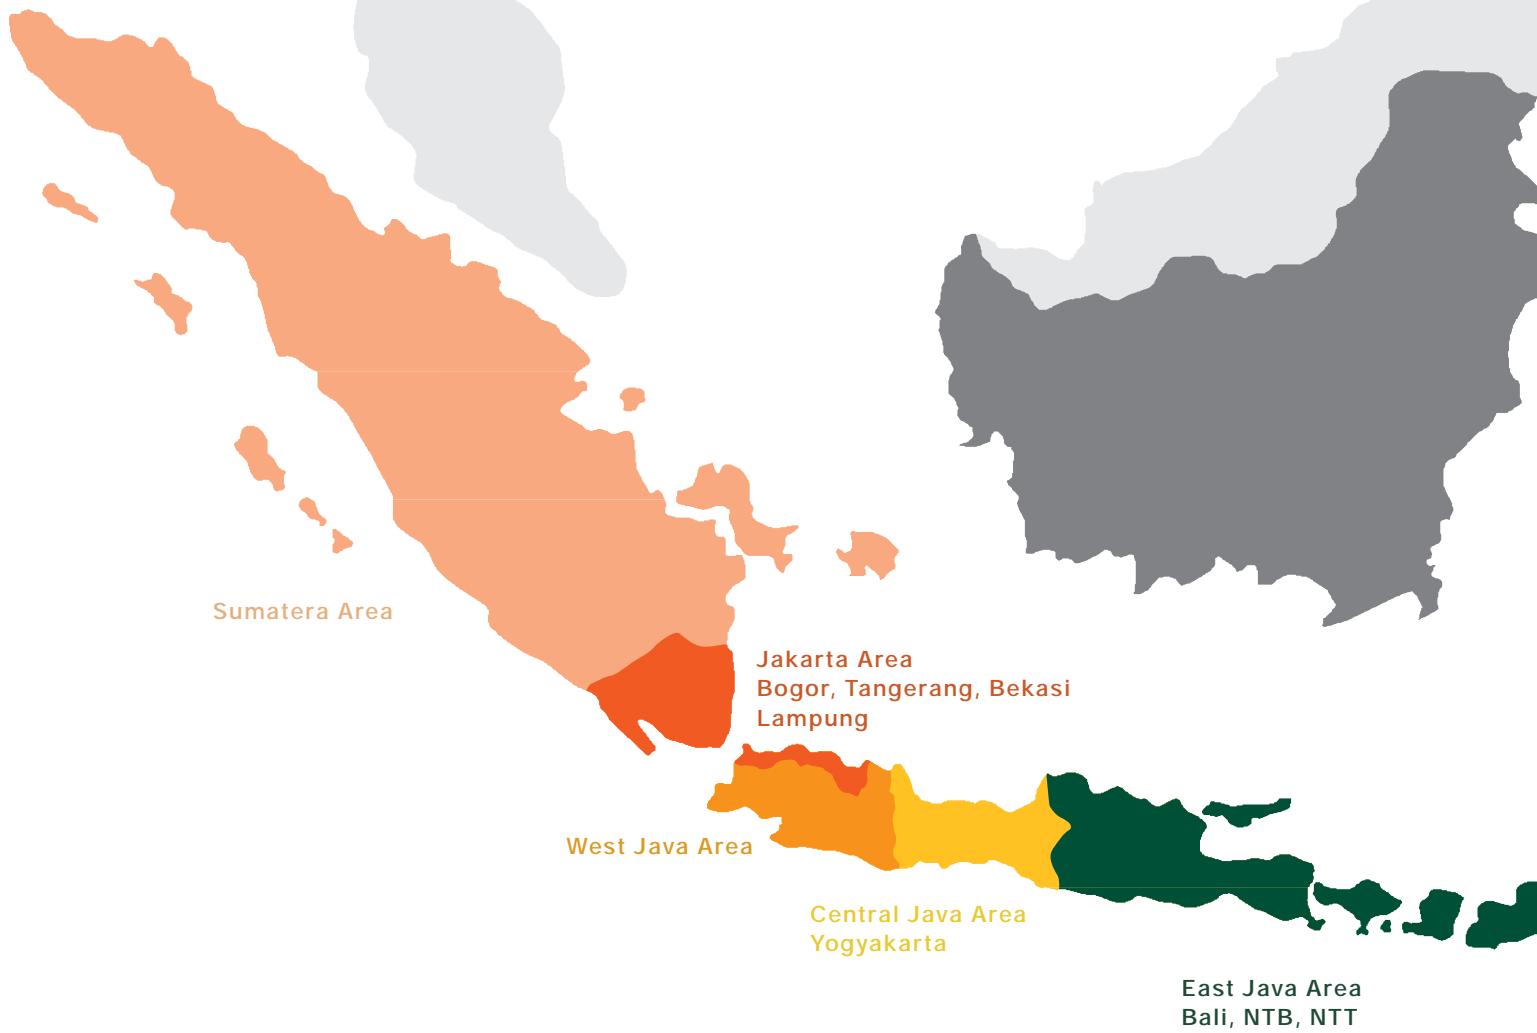 Sumatera Area
Jakarta Area
Bogor, Tangerang, Bekasi
Lampung
West Java Area
Central Java Area
Yogyakarta
East Java Area
Bali, NTB, NTT